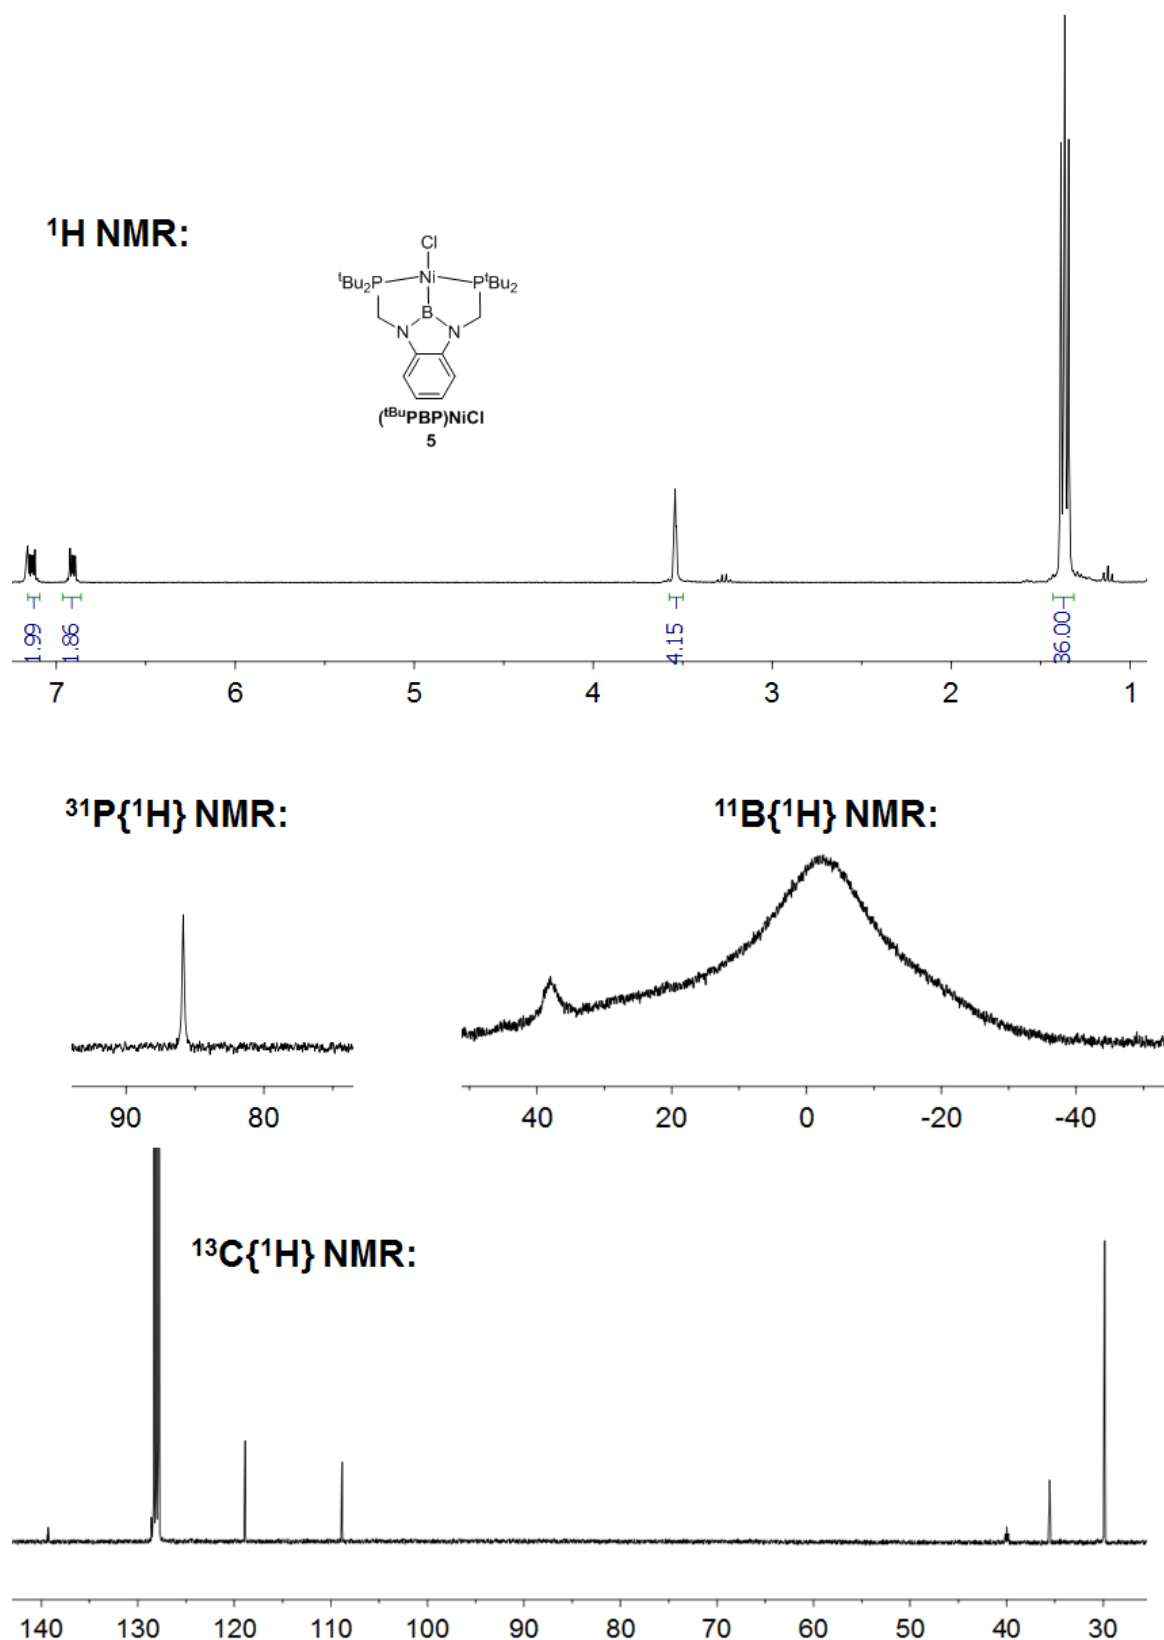 ¹H NMR:
Cl
ᵗBu₂P Ni PᵗBu₂
B
N N
(ᵗᴮᵘPBP)NiCl
5
1.99 1.86 4.15 36.00
7 6 5 4 3 2 1
³¹P{¹H} NMR: ¹¹B{¹H} NMR:
90 80 40 20 0 -20 -40
¹³C{¹H} NMR:
140 130 120 110 100 90 80 70 60 50 40 30